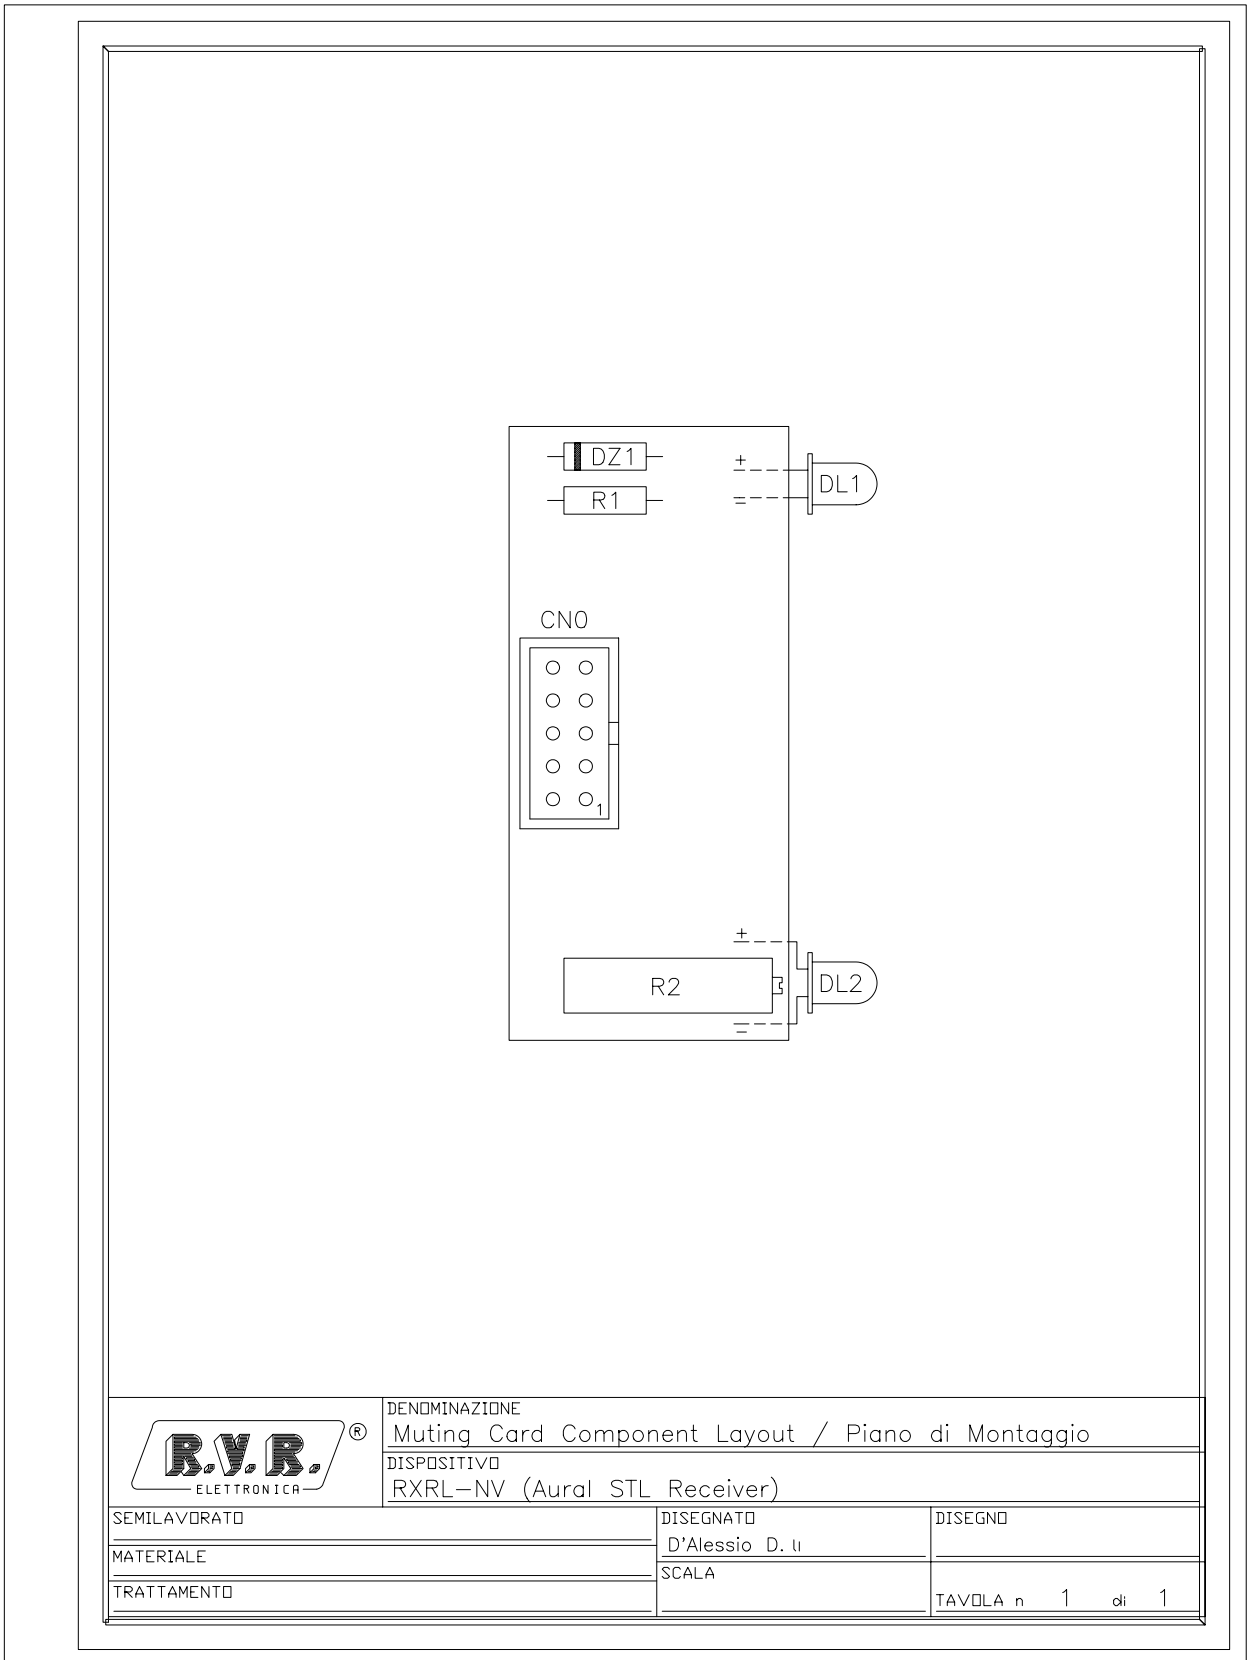 DZ1
+
DL1
R1
–
CN0
1
+
R2
DL2
–
DENOMINAZIONE
Muting Card Component Layout / Piano di Montaggio
R.V.R. ®
DISPOSITIVO
ELETTRONICA
RXRL-NV (Aural STL Receiver)
SEMILAVORATO
DISEGNATO
DISEGNO
D'Alessio D.
MATERIALE
SCALA
TRATTAMENTO
TAVOLA n 1 di 1